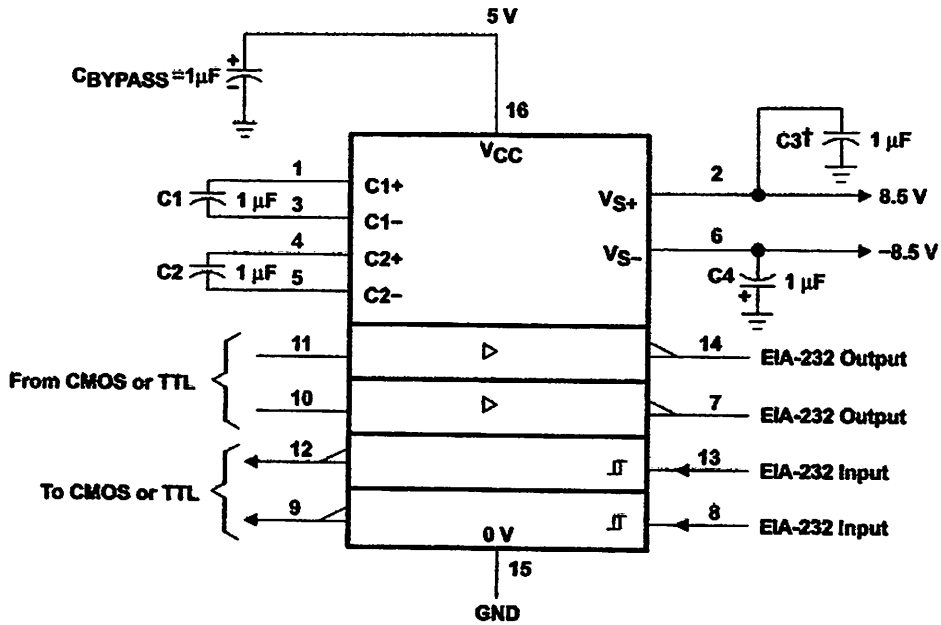 5 V
+
CBYPASS =1µF
–
16
VCC
C3† 1 µF
1
C1+
2
C1 1 µF
VS+
8.5 V
3
C1–
4
C2+
6
VS–
–8.5 V
C2 1 µF
C4 1 µF
5
C2–
+
11
14
EIA-232 Output
From CMOS or TTL
10
7
EIA-232 Output
12
13
EIA-232 Input
To CMOS or TTL
9
8
EIA-232 Input
0 V
15
GND